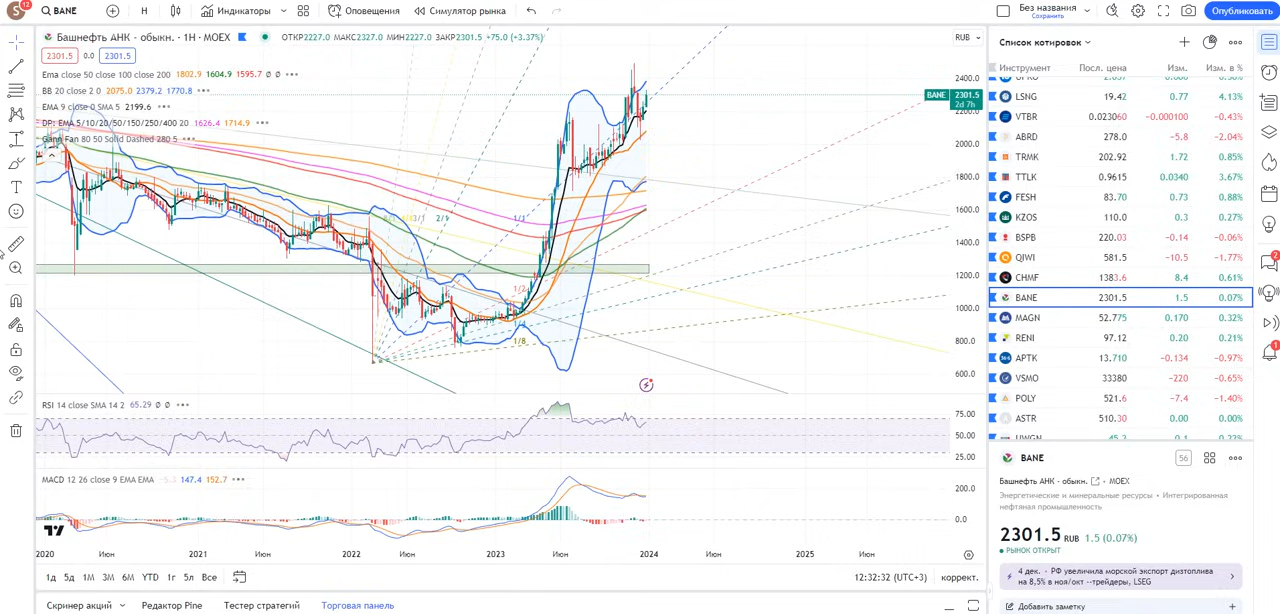 S 12 BANE Н Индикаторы Оповещения Симулятор рынка Без названия Сохранить Опубликовать
Башнефть АНК - обыкн. · 1Н · MOEX ОТКР2227.0 МАКС2327.0 МИН2227.0 ЗАКР2301.5 +75.0 (+3.37%)
RUB
2301.5 0.0 2301.5
Ema close 50 close 100 close 200 1802.9 1604.9 1595.7 Ø Ø
BB 20 close 2 0 2075.0 2379.2 1770.8
EMA 9 close 0 SMA 5 2199.6
DP: EMA 5/10/20/50/150/250/400 20 1626.4 1714.9
Gann Fan 80 50 Solid Dashed 280 5
2400.0
BANE 2301.5
2d 7h
2200.0
2000.0
1800.0
1600.0
1400.0
1200.0
1000.0
800.0
600.0
2/1 1/1
1/2
1/4
1/8
RSI 14 close SMA 14 2 65.29 Ø Ø
75.00
50.00
25.00
MACD 12 26 close 9 EMA EMA -5.3 147.4 152.7
200.0
0.0
2020 Июн 2021 Июн 2022 Июн 2023 Июн 2024 Июн 2025 Июн
1д 5д 1М 3М 6М YTD 1г 5л Все
12:32:32 (UTC+3) коррект.
Скринер акций Редактор Pine Тестер стратегий Торговая панель
Список котировок
Инструмент Посл. цена Изм. Изм. в %
LSNG 19.42 0.77 4.13%
VTBR 0.023060 -0.000100 -0.43%
ABRD 278.0 -5.8 -2.04%
TRMK 202.92 1.72 0.85%
TTLK 0.9615 0.0340 3.67%
FESH 83.70 0.73 0.88%
KZOS 110.0 0.3 0.27%
BSPB 220.03 -0.14 -0.06%
QIWI 581.5 -10.5 -1.77%
CHMF 1383.6 8.4 0.61%
BANE 2301.5 1.5 0.07%
MAGN 52.775 0.170 0.32%
RENI 97.12 0.20 0.21%
APTK 13.710 -0.134 -0.97%
VSMO 33380 -220 -0.65%
POLY 521.6 -7.4 -1.40%
ASTR 510.30 0.00 0.00%
BANE 56
Башнефть АНК - обыкн. · MOEX
Энергетические и минеральные ресурсы • Интегрированная
нефтяная промышленность
2301.5 RUB 1.5 (0.07%)
РЫНОК ОТКРЫТ
4 дек. · РФ увеличила морской экспорт дизтоплива
на 8,5% в ноя/окт --трейдеры, LSEG
Добавить заметку
2
1